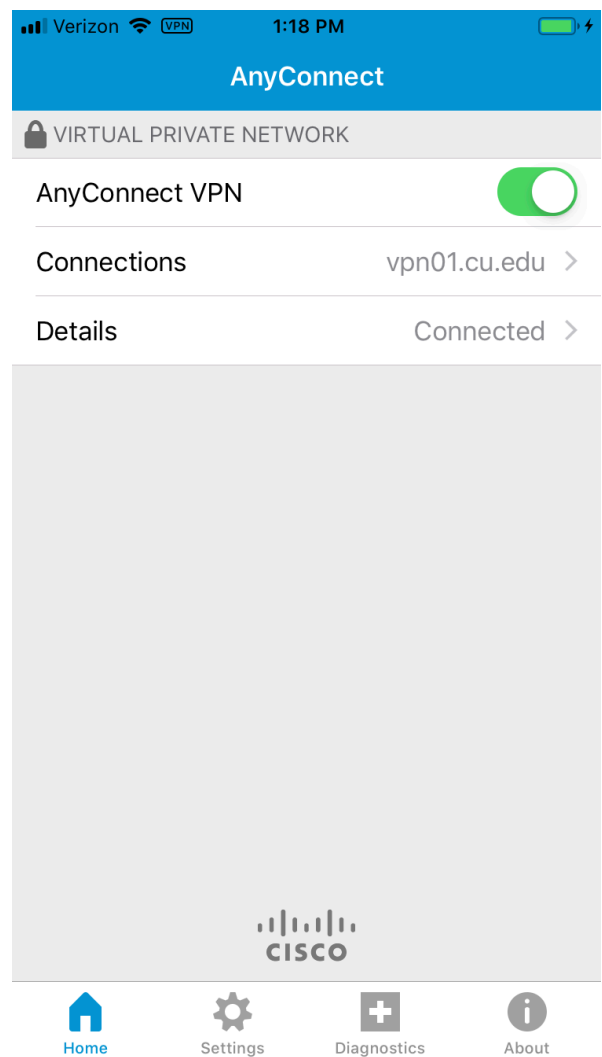 Verizon VPN 1:18 PM
AnyConnect
VIRTUAL PRIVATE NETWORK
AnyConnect VPN
Connections vpn01.cu.edu
Details Connected
CISCO
Home Settings Diagnostics About